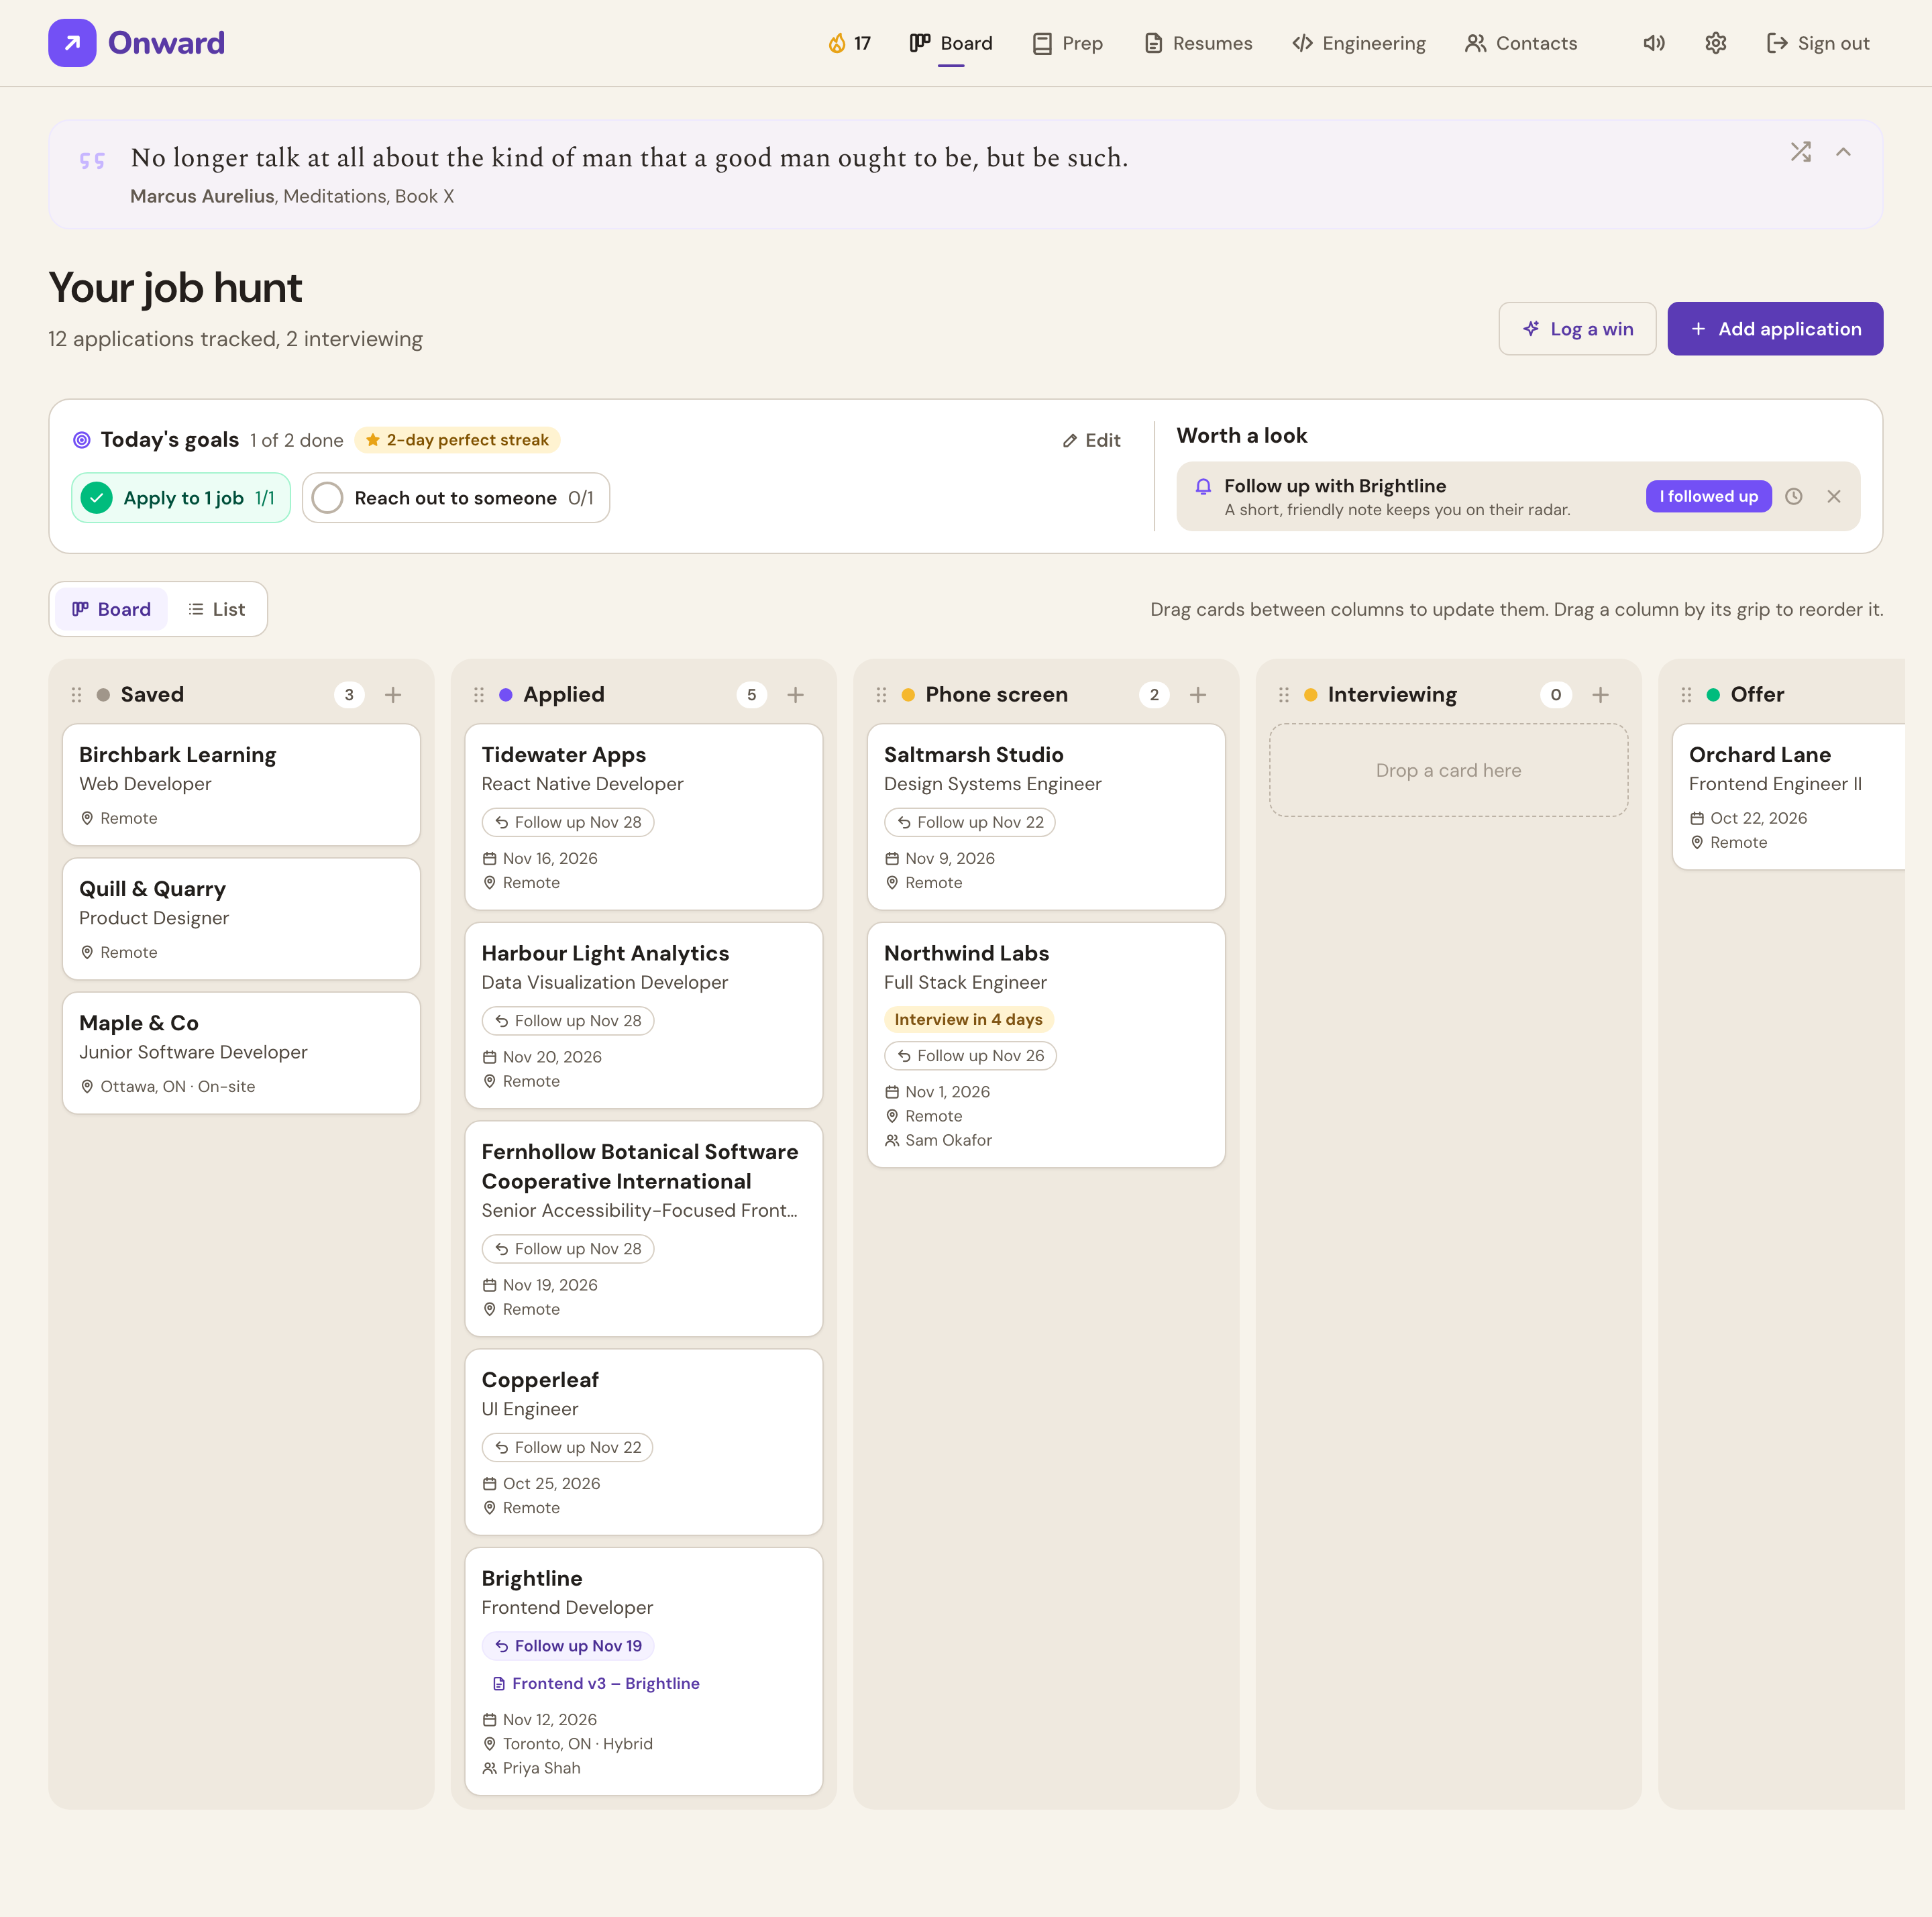 Onward
17
Board
Prep
Resumes
Engineering
Contacts
Sign out
No longer talk at all about the kind of man that a good man ought to be, but be such.
Marcus Aurelius, Meditations, Book X
Your job hunt
12 applications tracked, 2 interviewing
Log a win
Add application
Today's goals 1 of 2 done 2-day perfect streak
Edit
Apply to 1 job 1/1
Reach out to someone 0/1
Worth a look
Follow up with Brightline
A short, friendly note keeps you on their radar.
I followed up
Board
List
Drag cards between columns to update them. Drag a column by its grip to reorder it.
Saved 3
Birchbark Learning
Web Developer
Remote
Quill & Quarry
Product Designer
Remote
Maple & Co
Junior Software Developer
Ottawa, ON · On-site
Applied 5
Tidewater Apps
React Native Developer
Follow up Nov 28
Nov 16, 2026
Remote
Harbour Light Analytics
Data Visualization Developer
Follow up Nov 28
Nov 20, 2026
Remote
Fernhollow Botanical Software
Cooperative International
Senior Accessibility-Focused Front...
Follow up Nov 28
Nov 19, 2026
Remote
Copperleaf
UI Engineer
Follow up Nov 22
Oct 25, 2026
Remote
Brightline
Frontend Developer
Follow up Nov 19
Frontend v3 – Brightline
Nov 12, 2026
Toronto, ON · Hybrid
Priya Shah
Phone screen 2
Saltmarsh Studio
Design Systems Engineer
Follow up Nov 22
Nov 9, 2026
Remote
Northwind Labs
Full Stack Engineer
Interview in 4 days
Follow up Nov 26
Nov 1, 2026
Remote
Sam Okafor
Interviewing 0
Drop a card here
Offer
Orchard Lane
Frontend Engineer II
Oct 22, 2026
Remote